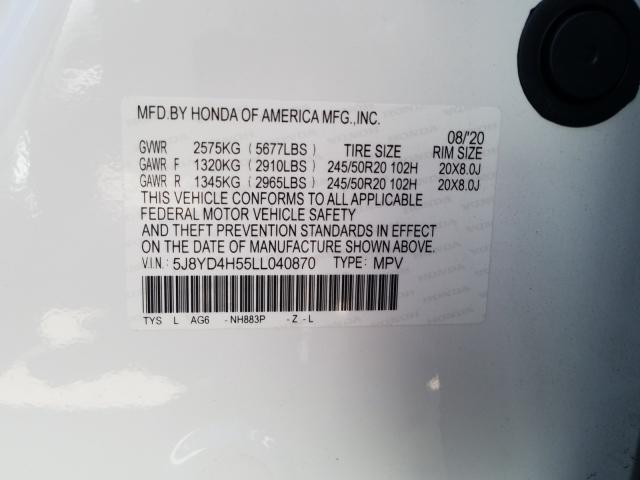 MFD.BY HONDA OF AMERICA MFG.,INC.
08/'20
GVWR 2575KG (5677LBS) TIRE SIZE RIM SIZE
GAWR F 1320KG (2910LBS) 245/50R20 102H 20X8.0J
GAWR R 1345KG (2965LBS) 245/50R20 102H 20X8.0J
THIS VEHICLE CONFORMS TO ALL APPLICABLE
FEDERAL MOTOR VEHICLE SAFETY
AND THEFT PREVENTION STANDARDS IN EFFECT
ON THE DATE OF MANUFACTURE SHOWN ABOVE.
V.I.N: 5J8YD4H55LL040870 TYPE: MPV
TYS L AG6 -NH883P -Z-L